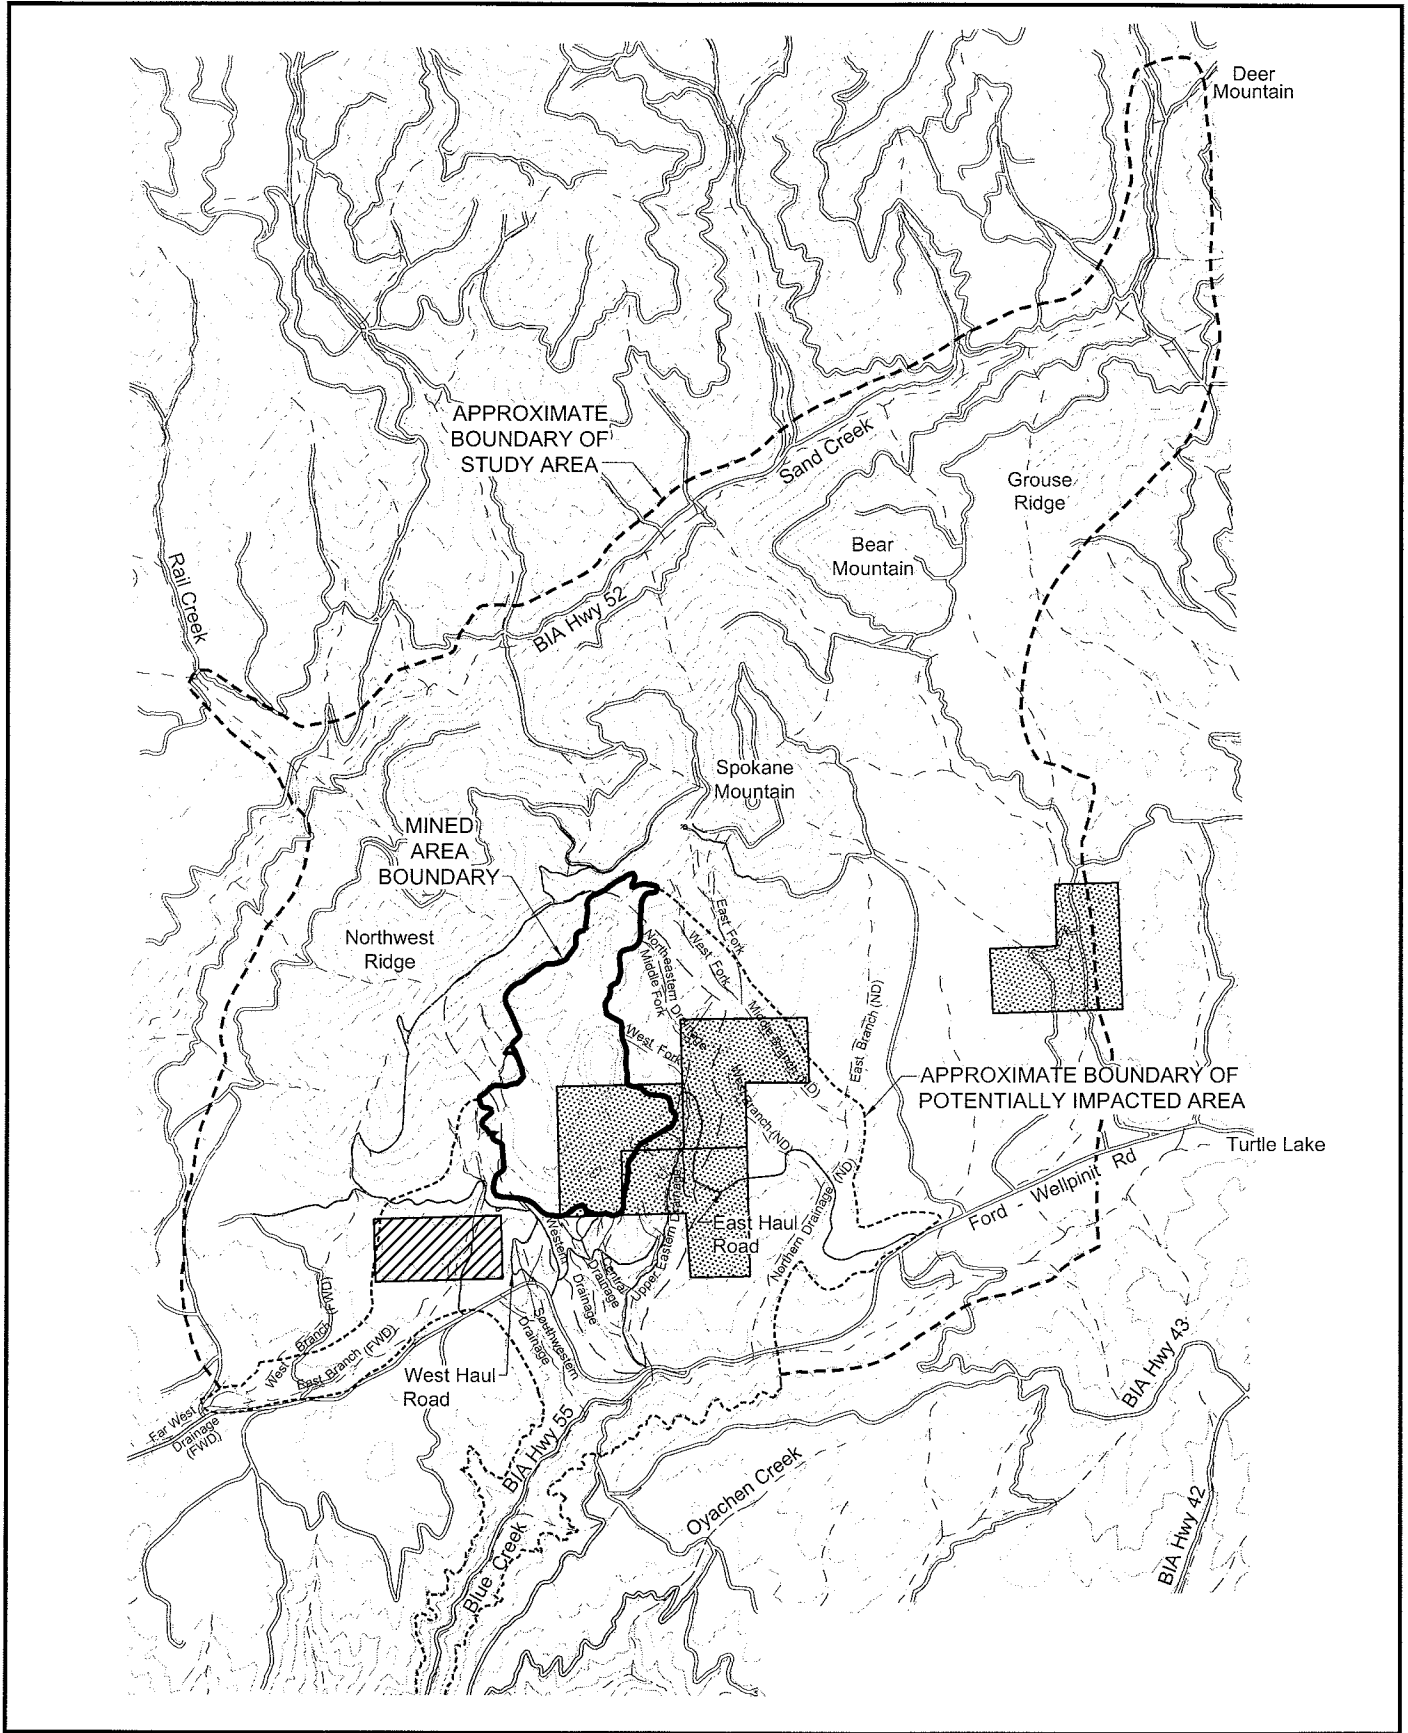 Deer
Mountain
APPROXIMATE
BOUNDARY OF
STUDY AREA
Sand Creek
Grouse
Ridge
Bear
Mountain
Rail Creek
BIA Hwy 52
Spokane
Mountain
MINED
AREA
BOUNDARY
Northwest
Ridge
East Fork
West Fork
Northeastern Drainage
Middle Fork
West Fork
Middle Branch (ND)
East Branch (ND)
West Branch (ND)
APPROXIMATE BOUNDARY OF
POTENTIALLY IMPACTED AREA
Turtle Lake
Ford - Wellpinit Rd
East Haul
Road
Northern Drainage (ND)
Upper Eastern Drainage
Central
Drainage
Western
Drainage
Southwestern
Drainage
West Branch (FWD)
East Branch (FWD)
West Haul
Road
Far West
Drainage
(FWD)
BIA Hwy 55
Blue Creek
Oyachen Creek
BIA Hwy 43
BIA Hwy 42